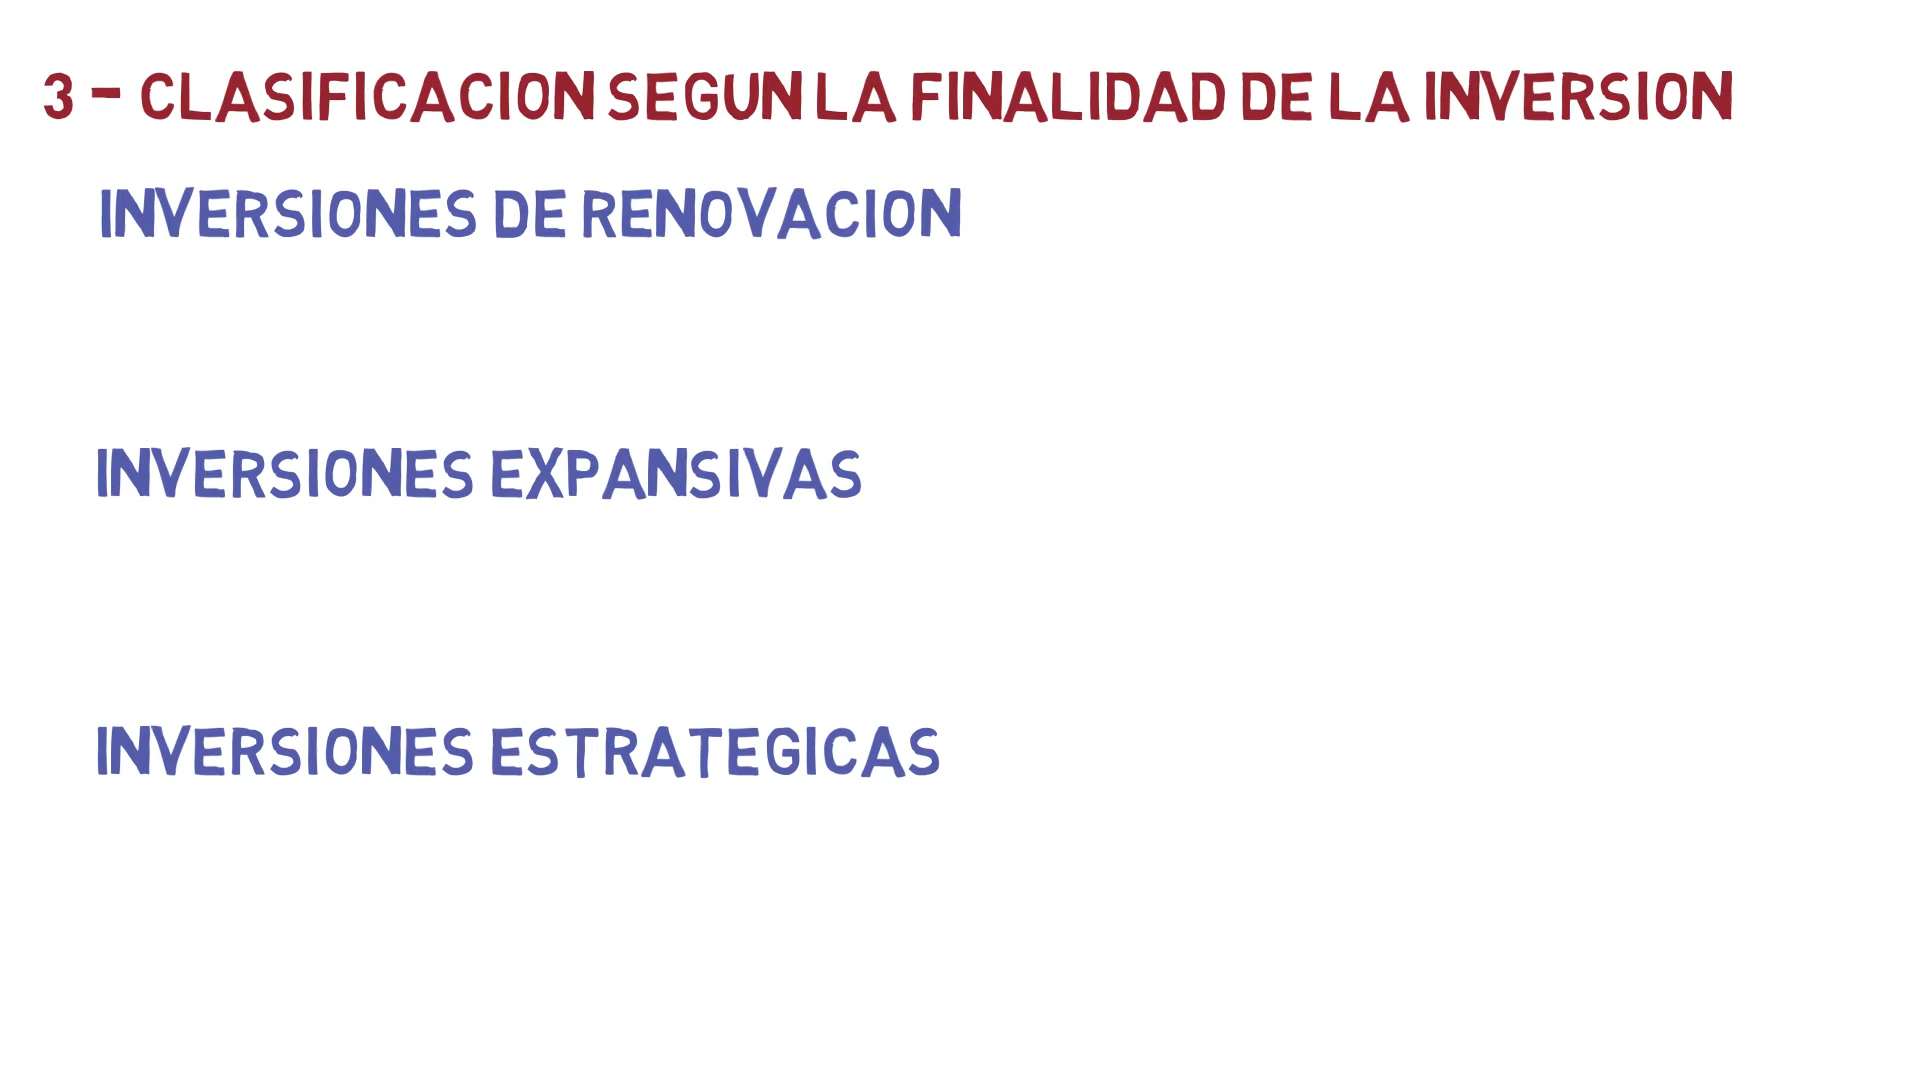 3 - CLASIFICACION SEGUN LA FINALIDAD DE LA INVERSION
INVERSIONES DE RENOVACION
INVERSIONES EXPANSIVAS
INVERSIONES ESTRATEGICAS